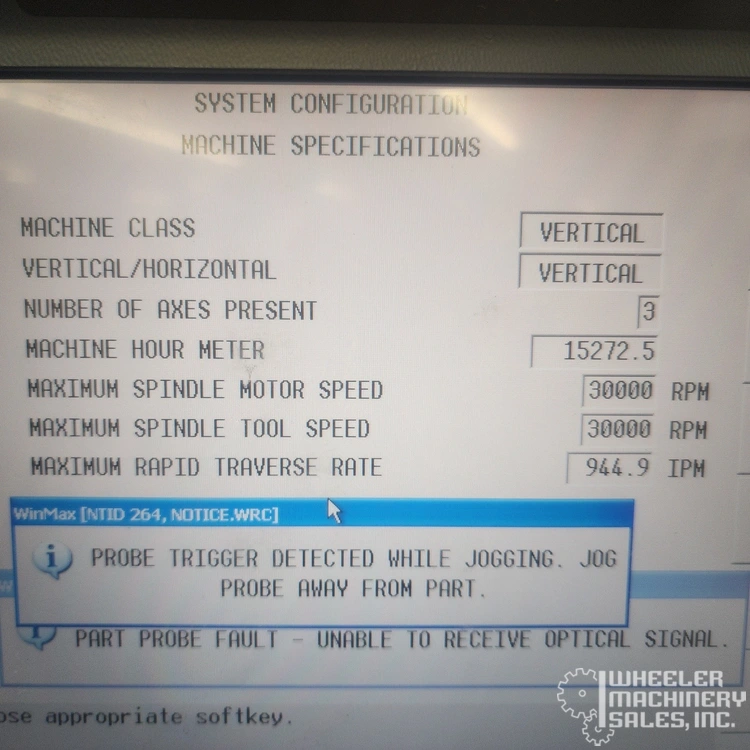 SYSTEM CONFIGURATION
MACHINE SPECIFICATIONS
MACHINE CLASS VERTICAL
VERTICAL/HORIZONTAL VERTICAL
NUMBER OF AXES PRESENT 3
MACHINE HOUR METER 15272.5
MAXIMUM SPINDLE MOTOR SPEED 30000 RPM
MAXIMUM SPINDLE TOOL SPEED 30000 RPM
MAXIMUM RAPID TRAVERSE RATE 944.9 IPM
WinMax [NTID 264, NOTICE.WRC]
PROBE TRIGGER DETECTED WHILE JOGGING. JOG
PROBE AWAY FROM PART.
PART PROBE FAULT - UNABLE TO RECEIVE OPTICAL SIGNAL.
ose appropriate softkey.
WHEELER
MACHINERY
SALES, INC.